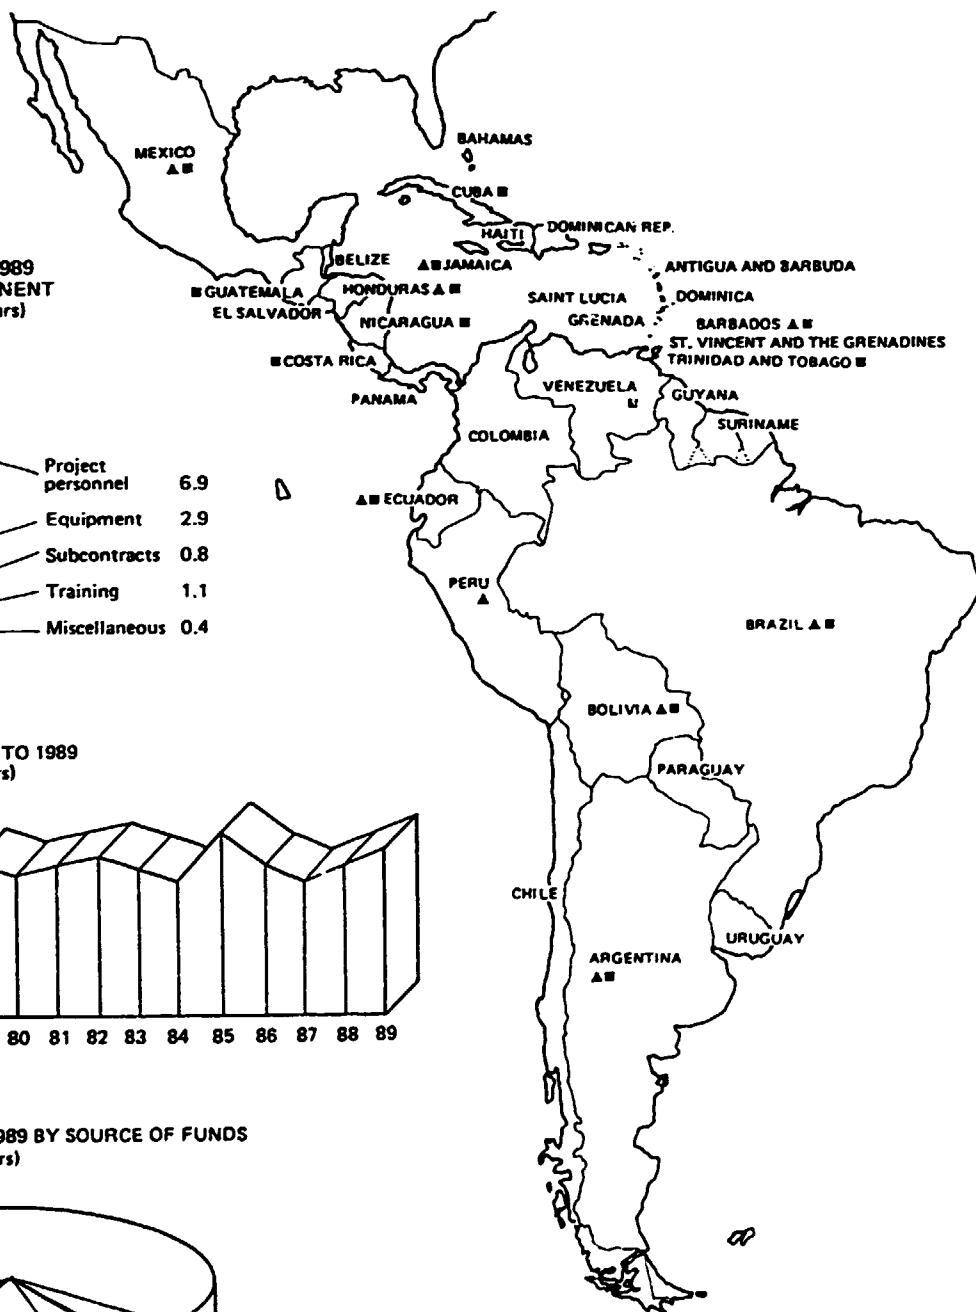 MEXICO
BAHAMAS
CUBA
HAITI
DOMINICAN REP.
BELIZE
JAMAICA
ANTIGUA AND BARBUDA
GUATEMALA
HONDURAS
SAINT LUCIA
DOMINICA
EL SALVADOR
NICARAGUA
GRENADA
BARBADOS
ST. VINCENT AND THE GRENADINES
COSTA RICA
TRINIDAD AND TOBAGO
PANAMA
VENEZUELA
GUYANA
COLOMBIA
SURINAME
ECUADOR
PERU
BRAZIL
BOLIVIA
PARAGUAY
CHILE
ARGENTINA
URUGUAY
989
NENT
rs)
Project
personnel 6.9
Equipment 2.9
Subcontracts 0.8
Training 1.1
Miscellaneous 0.4
TO 1989
rs)
80 81 82 83 84 85 86 87 88 89
989 BY SOURCE OF FUNDS
rs)